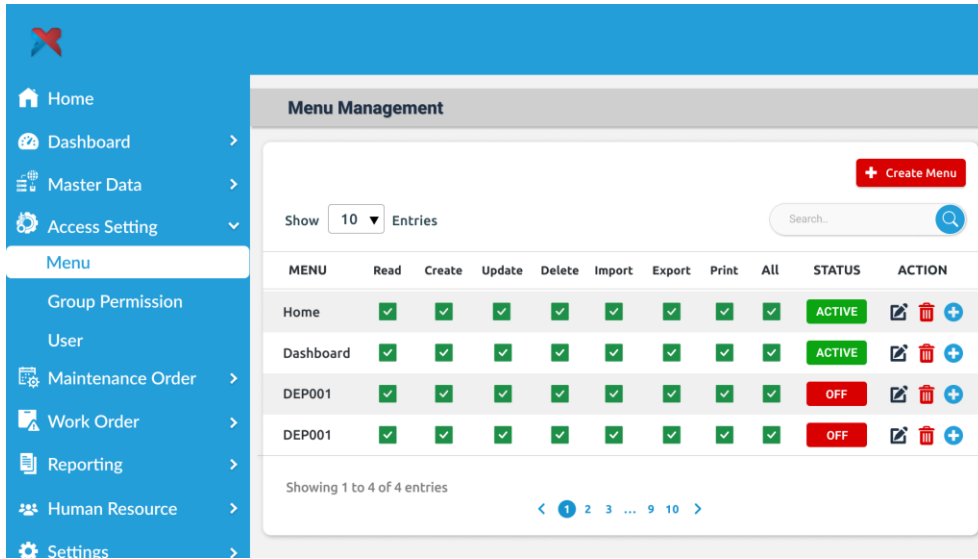 Home
Dashboard
Master Data
Access Setting
Menu
Group Permission
User
Maintenance Order
Work Order
Reporting
Human Resource
Settings
Menu Management
Create Menu
Show 10 Entries
Search..
MENU Read Create Update Delete Import Export Print All STATUS ACTION
Home ACTIVE
Dashboard ACTIVE
DEP001 OFF
DEP001 OFF
Showing 1 to 4 of 4 entries
1 2 3 ... 9 10